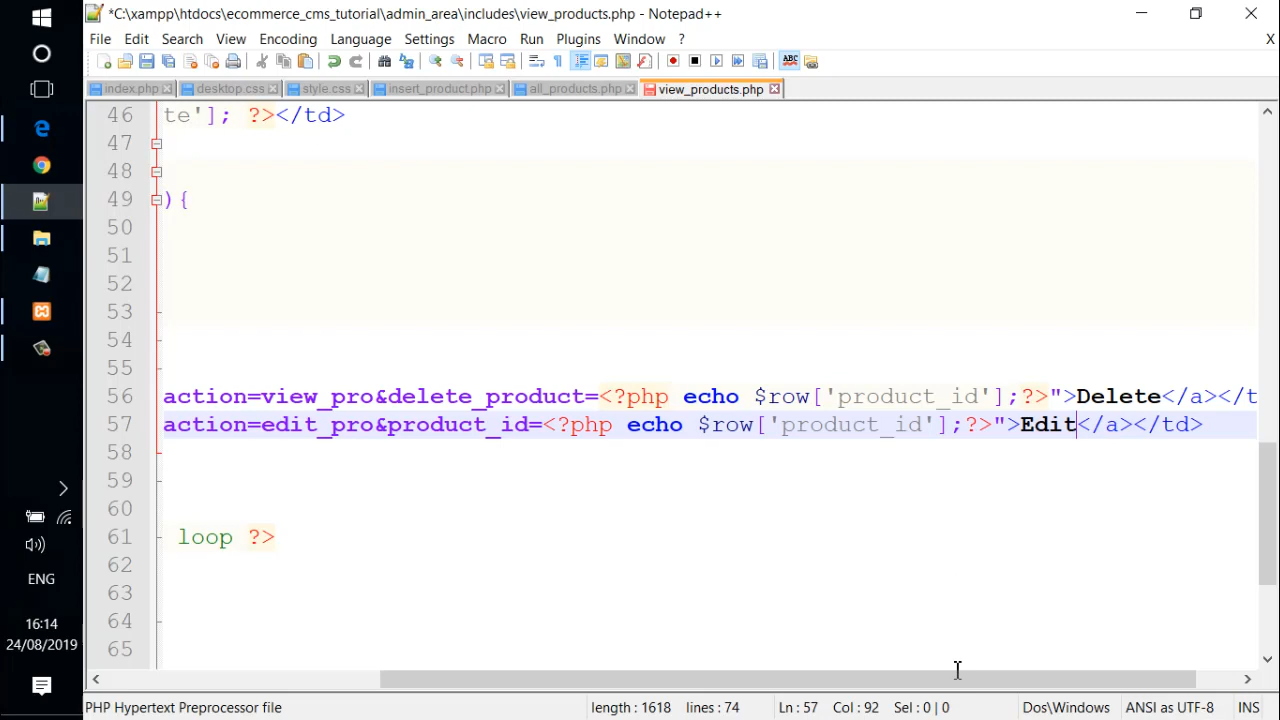 *C:\xampp\htdocs\ecommerce_cms_tutorial\admin_area\includes\view_products.php - Notepad++
File Edit Search View Encoding Language Settings Macro Run Plugins Window ? X
index.php desktop.css style.css insert_product.php all_products.php view_products.php
46 te']; ?></td>
47
48
49 ){
50
51
52
53
54
55
56 action=view_pro&delete_product=<?php echo $row['product_id'];?>">Delete</a></t
57 action=edit_pro&product_id=<?php echo $row['product_id'];?>">Edit</a></td>
58
59
60
61 loop ?>
62
63
64
65
ENG
16:14
24/08/2019
PHP Hypertext Preprocessor file length : 1618 lines : 74 Ln : 57 Col : 92 Sel : 0 | 0 Dos\Windows ANSI as UTF-8 INS